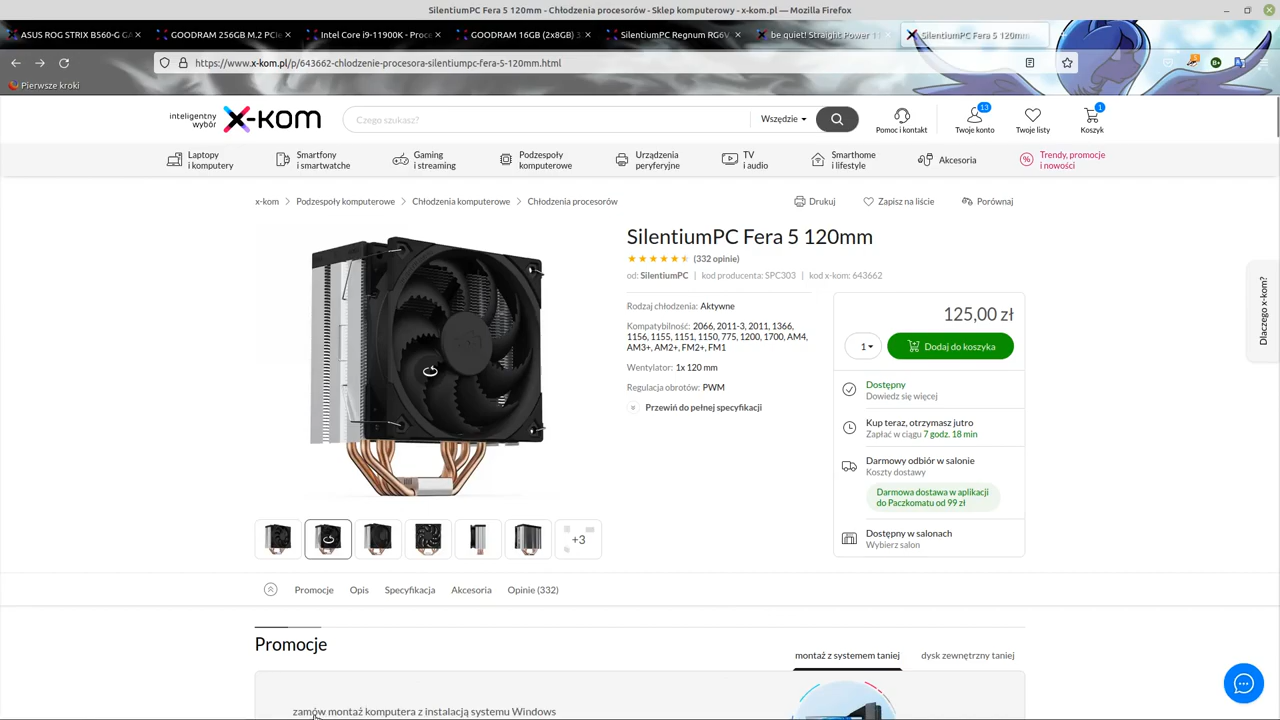 SilentiumPC Fera 5 120mm - Chłodzenia procesorów - Sklep komputerowy - x-kom.pl — Mozilla Firefox
ASUS ROG STRIX B560-G GA
GOODRAM 256GB M.2 PCIe
Intel Core i9-11900K - Proce
GOODRAM 16GB (2x8GB) 3
SilentiumPC Regnum RG6V
be quiet! Straight Power 11
SilentiumPC Fera 5 120mm
https://www.x-kom.pl/p/643662-chlodzenie-procesora-silentiumpc-fera-5-120mm.html
Pierwsze kroki
inteligentny
wybór
x-kom
Czego szukasz?
Wszędzie
Pomoc i kontakt
13
Twoje konto
Twoje listy
1
Koszyk
Laptopy
i komputery
Smartfony
i smartwatche
Gaming
i streaming
Podzespoły
komputerowe
Urządzenia
peryferyjne
TV
i audio
Smarthome
i lifestyle
Akcesoria
Trendy, promocje
i nowości
x-kom
Podzespoły komputerowe
Chłodzenia komputerowe
Chłodzenia procesorów
Drukuj
Zapisz na liście
Porównaj
SilentiumPC Fera 5 120mm
(332 opinie)
od: SilentiumPC | kod producenta: SPC303 | kod x-kom: 643662
Rodzaj chłodzenia: Aktywne
Kompatybilność: 2066, 2011-3, 2011, 1366,
1156, 1155, 1151, 1150, 775, 1200, 1700, AM4,
AM3+, AM2+, FM2+, FM1
Wentylator: 1x 120 mm
Regulacja obrotów: PWM
Przewiń do pełnej specyfikacji
125,00 zł
1
Dodaj do koszyka
Dostępny
Dowiedz się więcej
Kup teraz, otrzymasz jutro
Zapłać w ciągu 7 godz. 18 min
Darmowy odbiór w salonie
Koszty dostawy
Darmowa dostawa w aplikacji
do Paczkomatu od 99 zł
Dostępny w salonach
Wybierz salon
Dlaczego x-kom?
+3
Promocje
Opis
Specyfikacja
Akcesoria
Opinie (332)
Promocje
montaż z systemem taniej
dysk zewnętrzny taniej
zamów montaż komputera z instalacją systemu Windows